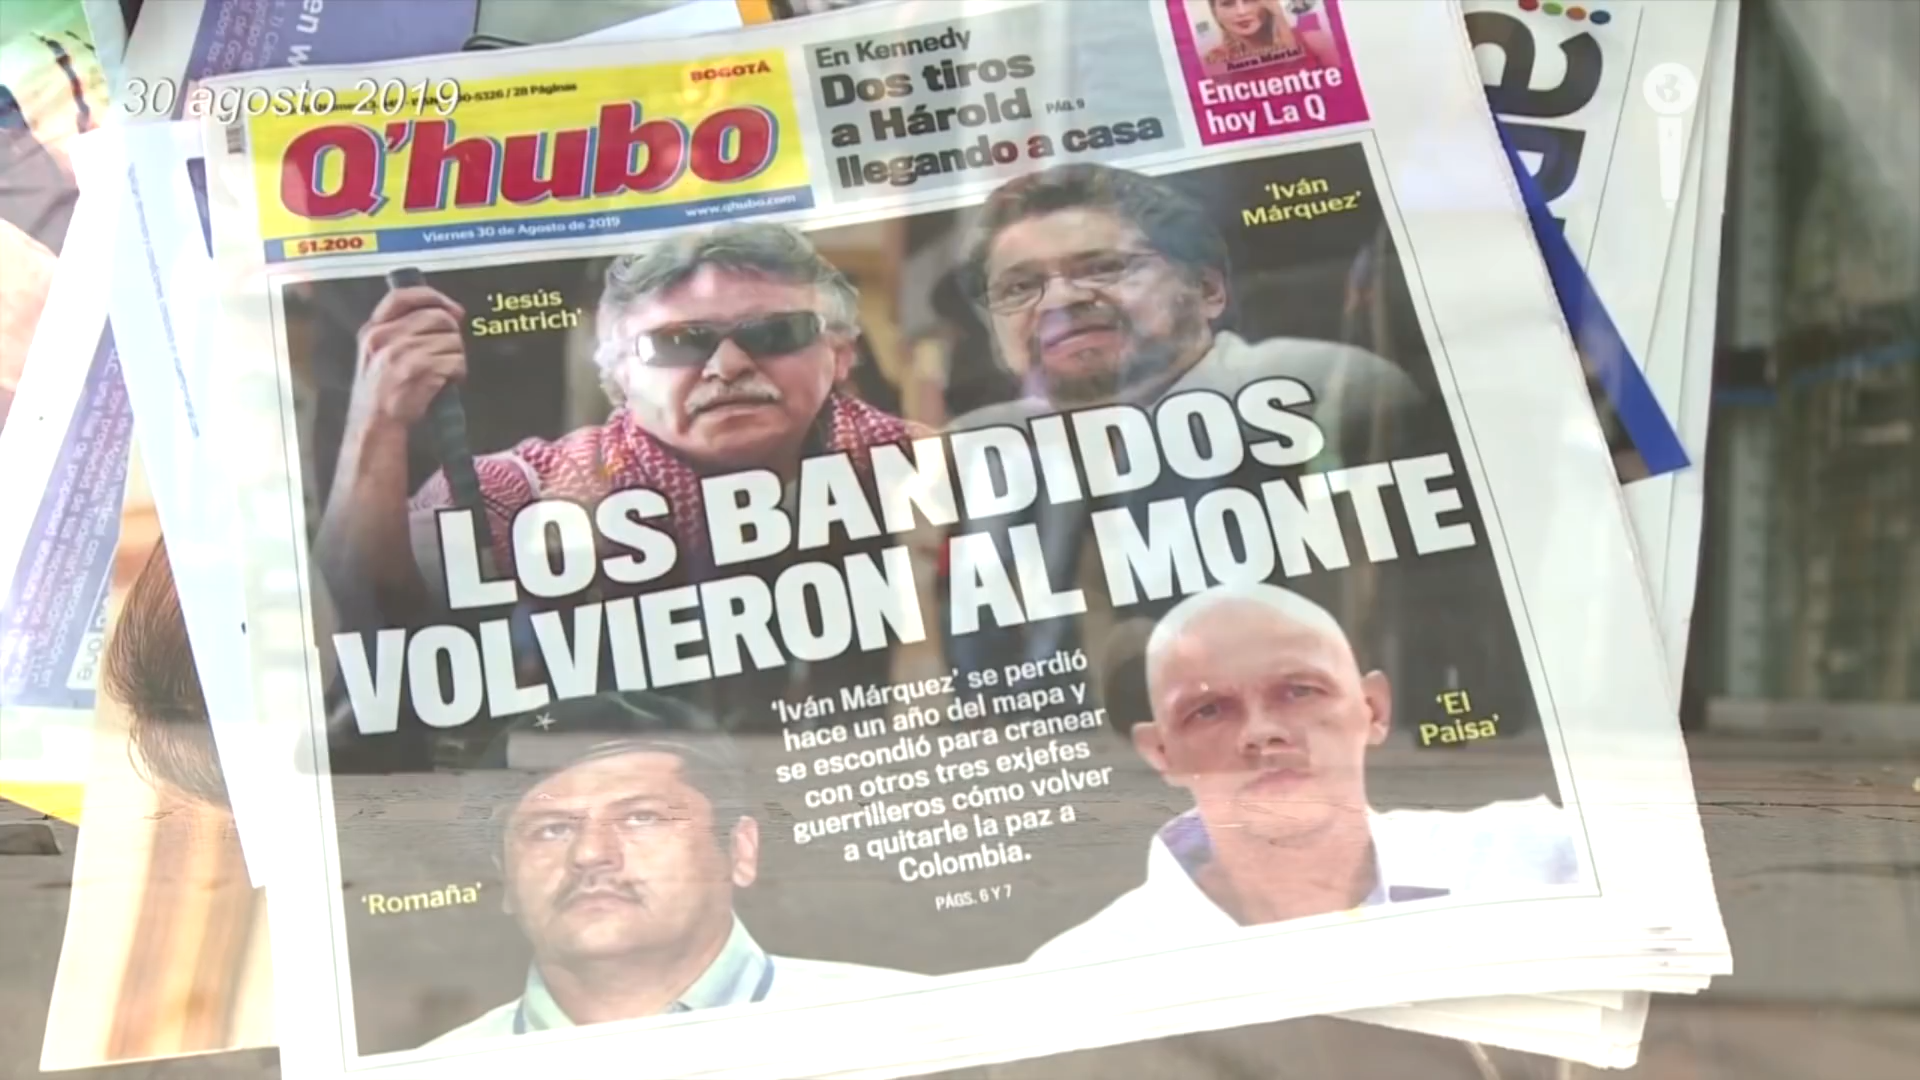 30 agosto 2019
BOGOTÁ
28 Páginas
Q'hubo
$1.200
Viernes 30 de Agosto de 2019
www.qhubo.com
En Kennedy
Dos tiros
a Hárold PÁG. 9
llegando a casa
Aura María
Encuentre
hoy La Q
'Jesús
Santrich'
'Iván
Márquez'
LOS BANDIDOS
VOLVIERON AL MONTE
'Iván Márquez' se perdió
hace un año del mapa y
se escondió para cranear
con otros tres exjefes
guerrilleros cómo volver
a quitarle la paz a
Colombia.
PÁGS. 6 Y 7
'Romaña'
'El
Paisa'